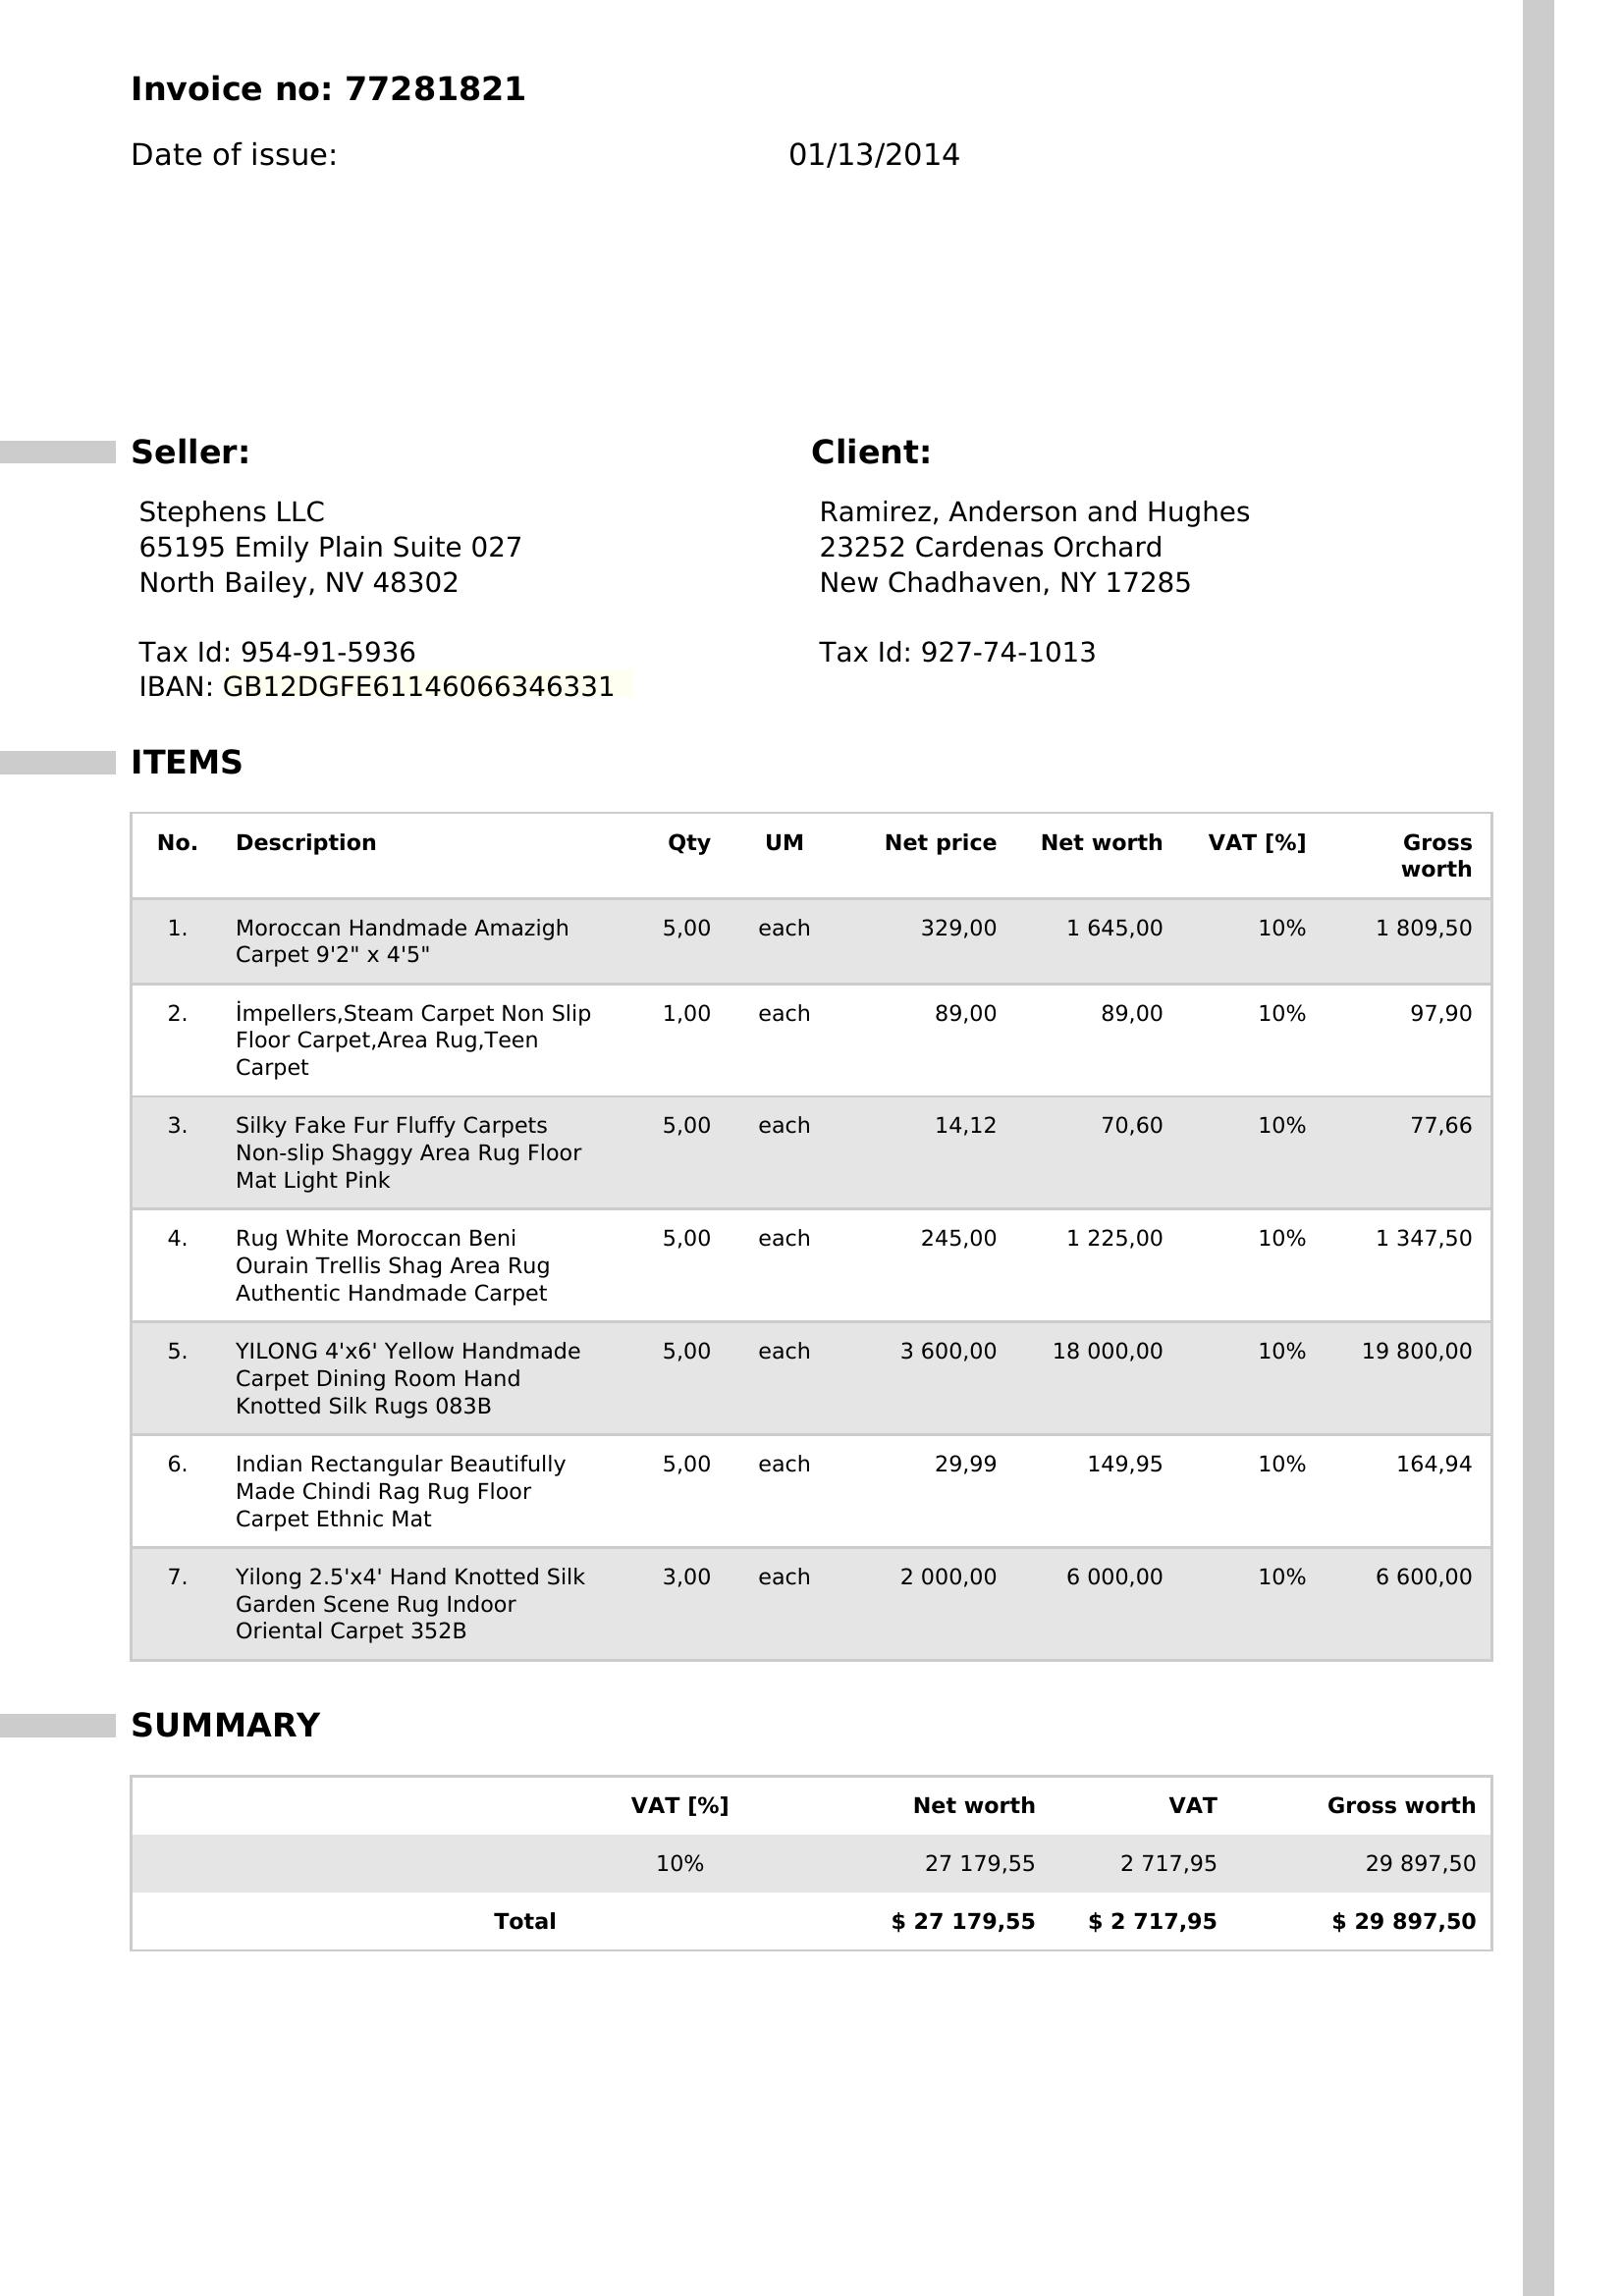 Invoice no: 77281821
Date of issue: 01/13/2014
Seller:
Stephens LLC
65195 Emily Plain Suite 027
North Bailey, NV 48302
Tax Id: 954-91-5936
IBAN: GB12DGFE61146066346331
Client:
Ramirez, Anderson and Hughes
23252 Cardenas Orchard
New Chadhaven, NY 17285
Tax Id: 927-74-1013
ITEMS
No. Description Qty UM Net price Net worth VAT [%] Gross
worth
1. Moroccan Handmade Amazigh 5,00 each 329,00 1 645,00 10% 1 809,50
Carpet 9'2" x 4'5"
2. İmpellers,Steam Carpet Non Slip 1,00 each 89,00 89,00 10% 97,90
Floor Carpet,Area Rug,Teen
Carpet
3. Silky Fake Fur Fluffy Carpets 5,00 each 14,12 70,60 10% 77,66
Non-slip Shaggy Area Rug Floor
Mat Light Pink
4. Rug White Moroccan Beni 5,00 each 245,00 1 225,00 10% 1 347,50
Ourain Trellis Shag Area Rug
Authentic Handmade Carpet
5. YILONG 4'x6' Yellow Handmade 5,00 each 3 600,00 18 000,00 10% 19 800,00
Carpet Dining Room Hand
Knotted Silk Rugs 083B
6. Indian Rectangular Beautifully 5,00 each 29,99 149,95 10% 164,94
Made Chindi Rag Rug Floor
Carpet Ethnic Mat
7. Yilong 2.5'x4' Hand Knotted Silk 3,00 each 2 000,00 6 000,00 10% 6 600,00
Garden Scene Rug Indoor
Oriental Carpet 352B
SUMMARY
VAT [%] Net worth VAT Gross worth
10% 27 179,55 2 717,95 29 897,50
Total $ 27 179,55 $ 2 717,95 $ 29 897,50